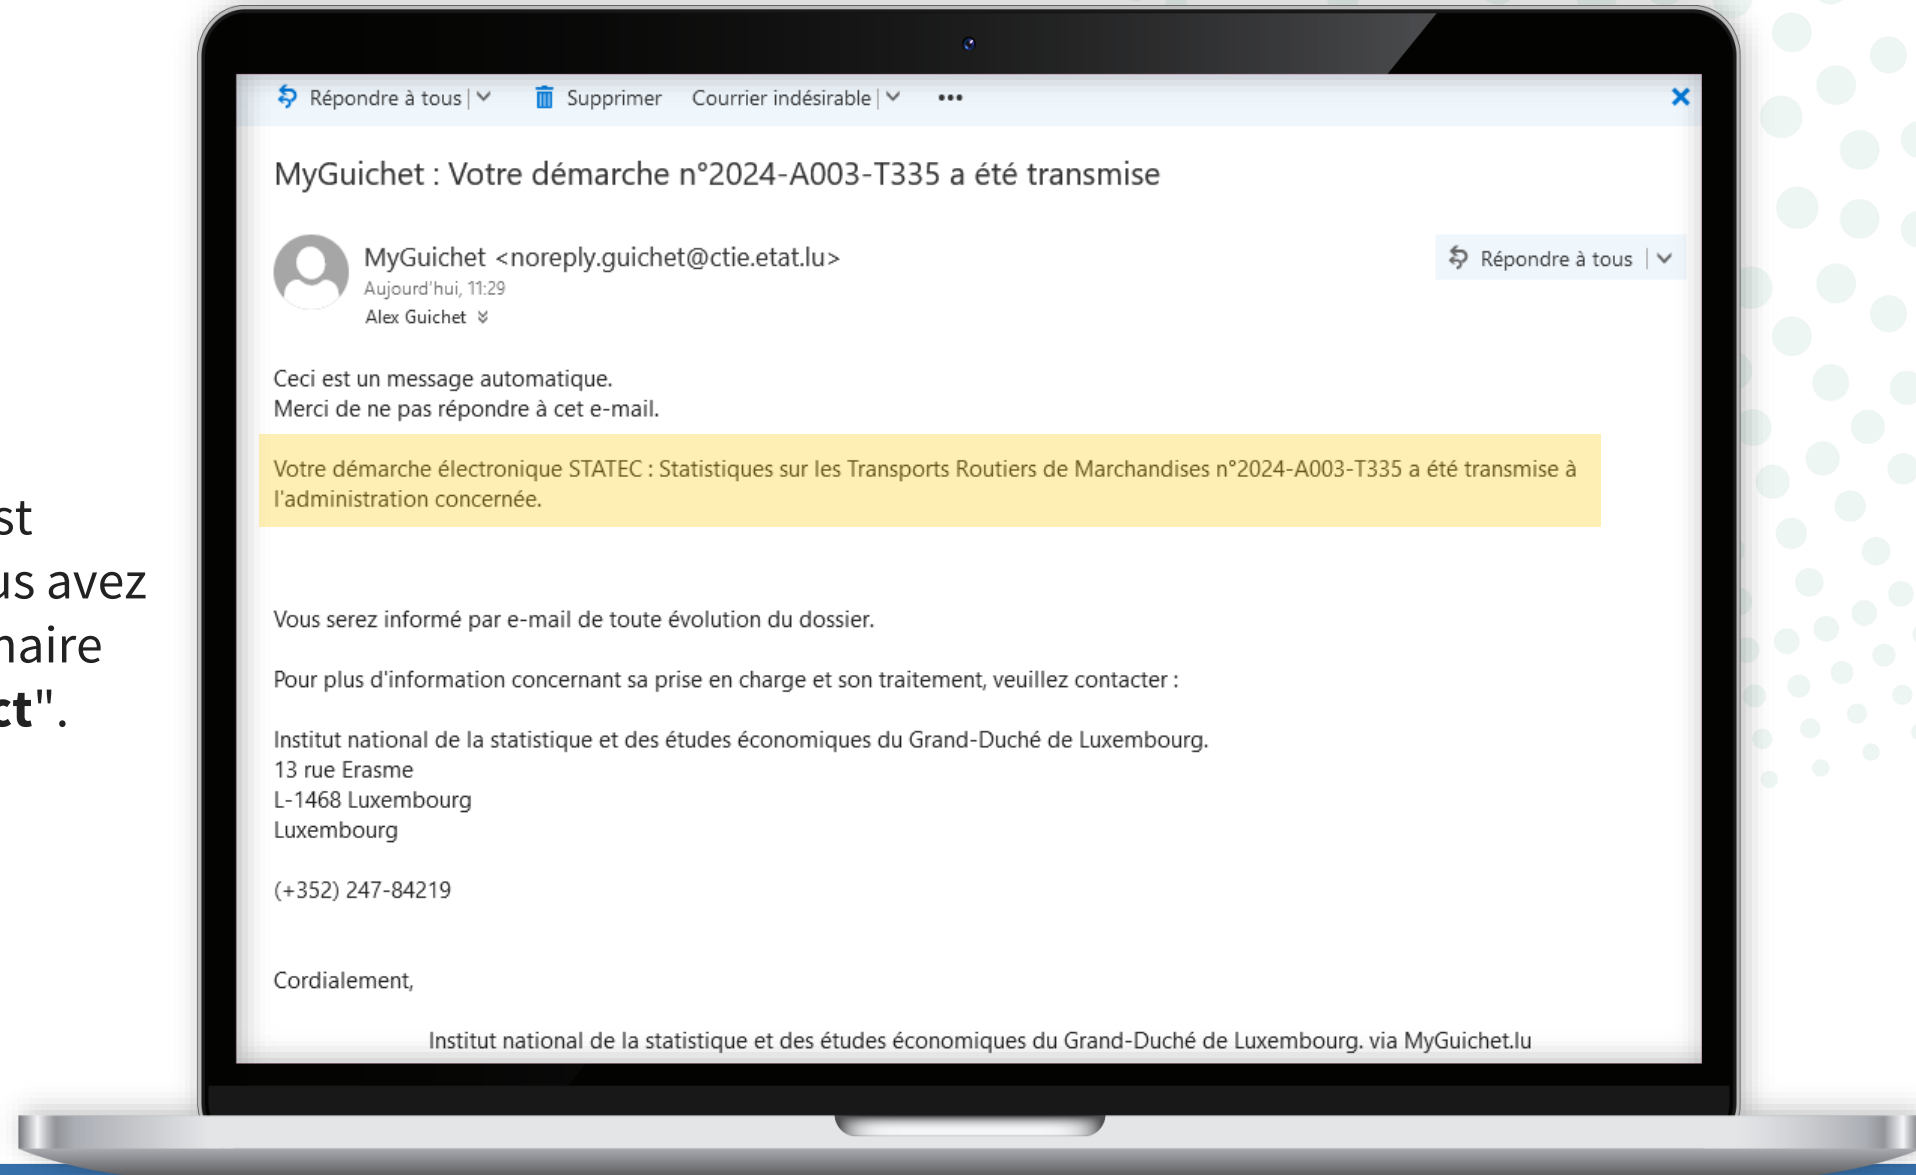 Répondre à tous
Supprimer
Courrier indésirable
MyGuichet : Votre démarche n°2024-A003-T335 a été transmise
MyGuichet <noreply.guichet@ctie.etat.lu>
Répondre à tous
Aujourd'hui, 11:29
Alex Guichet
Ceci est un message automatique.
Merci de ne pas répondre à cet e-mail.
Votre démarche électronique STATEC : Statistiques sur les Transports Routiers de Marchandises n°2024-A003-T335 a été transmise à
l'administration concernée.
st
us avez
naire
ct".
Vous serez informé par e-mail de toute évolution du dossier.
Pour plus d'information concernant sa prise en charge et son traitement, veuillez contacter :
Institut national de la statistique et des études économiques du Grand-Duché de Luxembourg.
13 rue Erasme
L-1468 Luxembourg
Luxembourg
(+352) 247-84219
Cordialement,
Institut national de la statistique et des études économiques du Grand-Duché de Luxembourg. via MyGuichet.lu